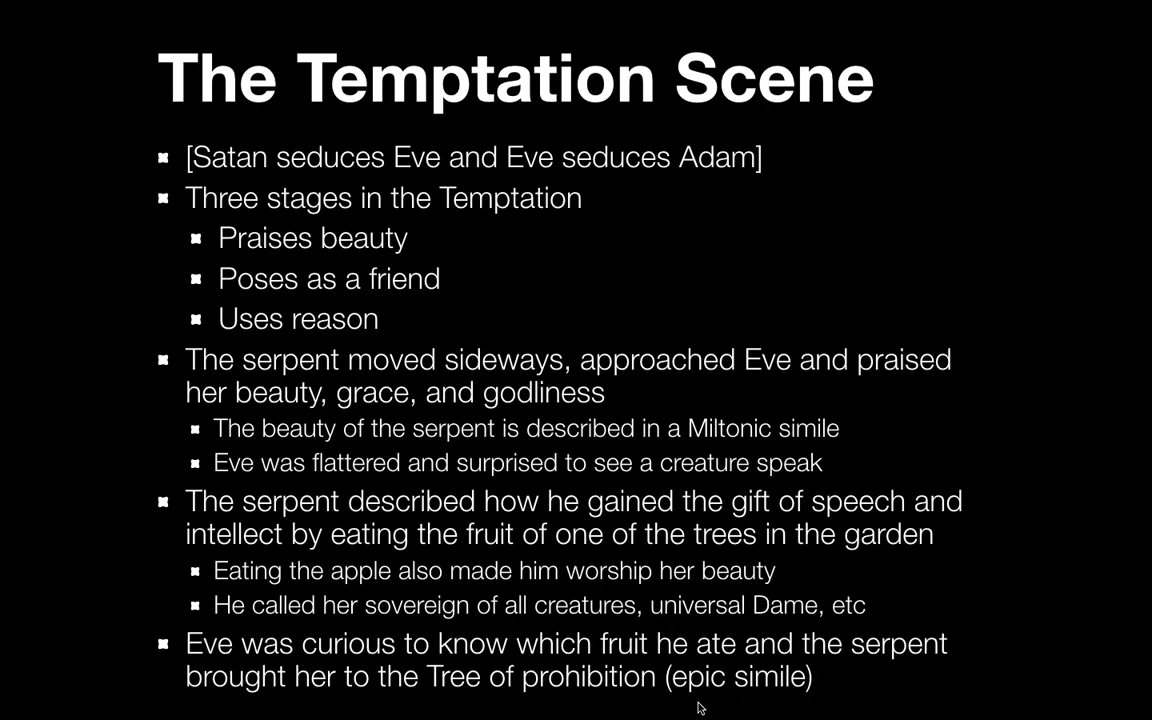 The Temptation Scene
[Satan seduces Eve and Eve seduces Adam]
Three stages in the Temptation
Praises beauty
Poses as a friend
Uses reason
The serpent moved sideways, approached Eve and praised
her beauty, grace, and godliness
The beauty of the serpent is described in a Miltonic simile
Eve was flattered and surprised to see a creature speak
The serpent described how he gained the gift of speech and
intellect by eating the fruit of one of the trees in the garden
Eating the apple also made him worship her beauty
He called her sovereign of all creatures, universal Dame, etc
Eve was curious to know which fruit he ate and the serpent
brought her to the Tree of prohibition (epic simile)